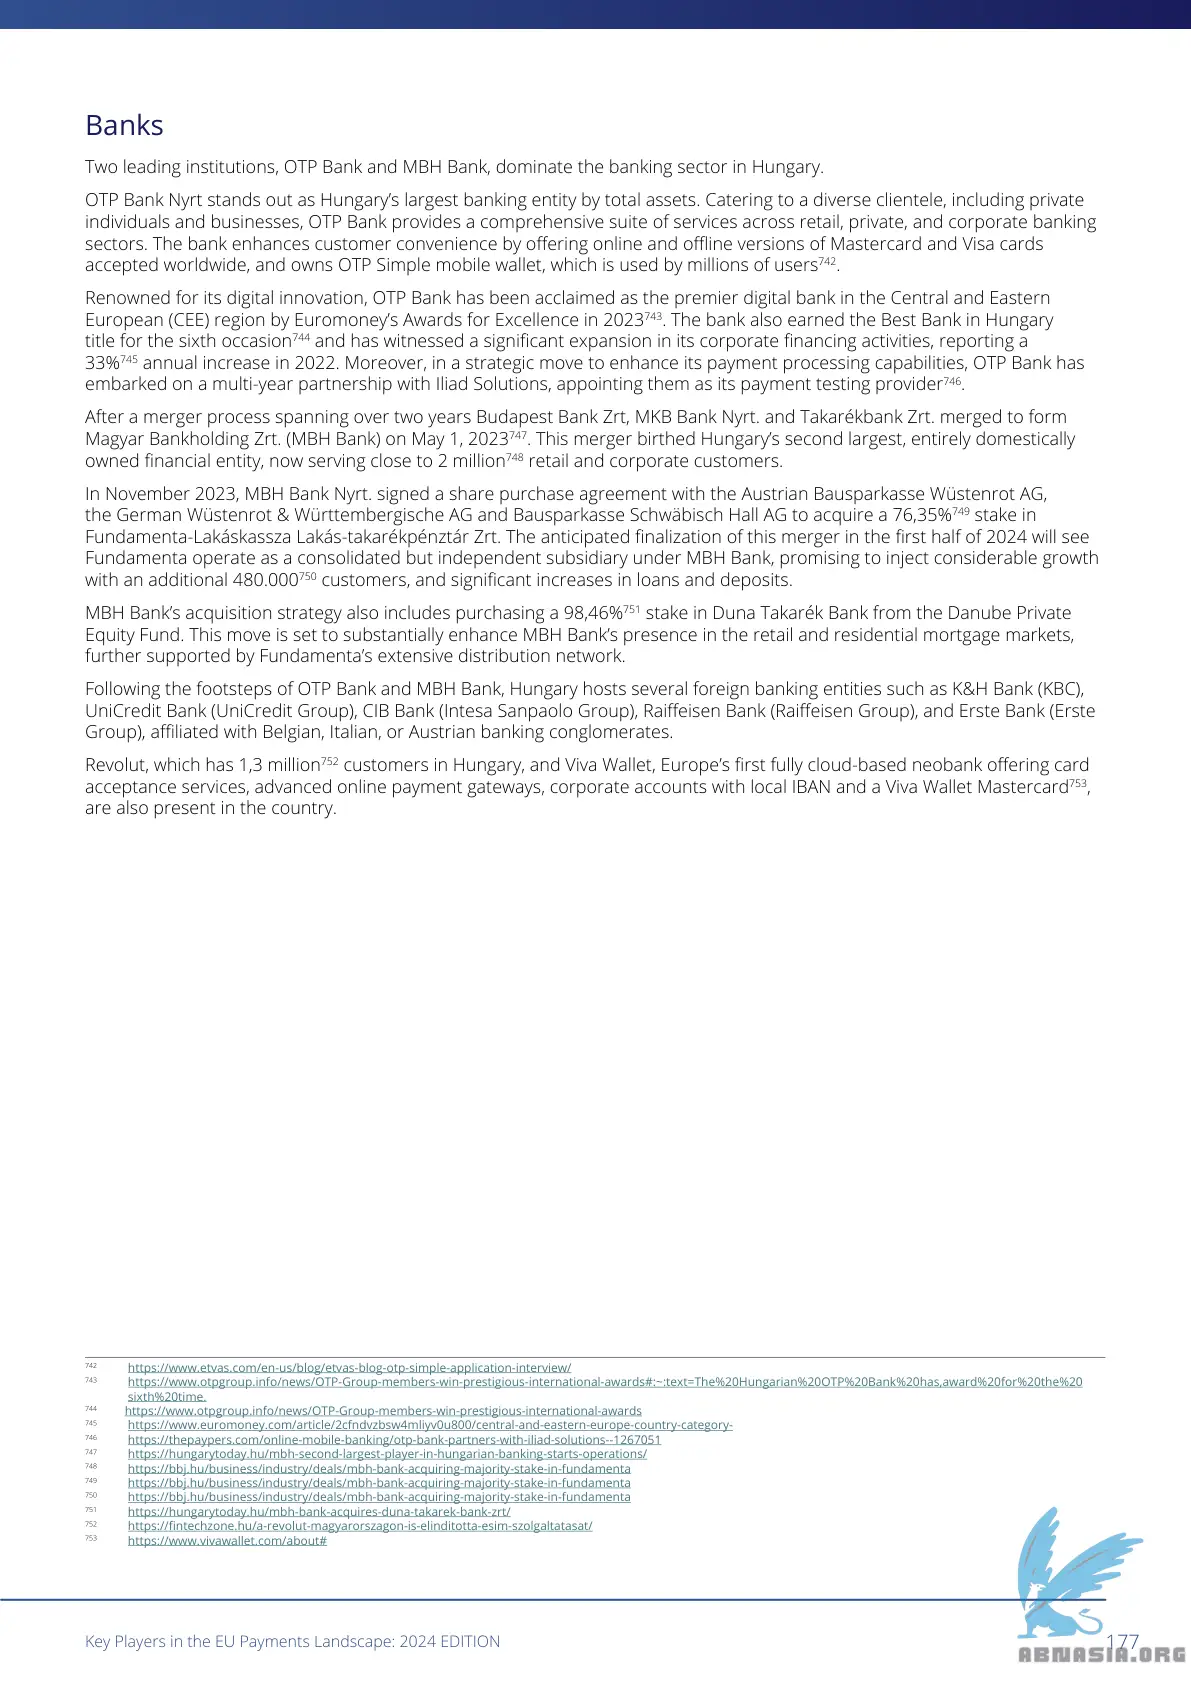 Banks
Two leading institutions, OTP Bank and MBH Bank, dominate the banking sector in Hungary.
OTP Bank Nyrt stands out as Hungary’s largest banking entity by total assets. Catering to a diverse clientele, including private
individuals and businesses, OTP Bank provides a comprehensive suite of services across retail, private, and corporate banking
sectors. The bank enhances customer convenience by offering online and offline versions of Mastercard and Visa cards
accepted worldwide, and owns OTP Simple mobile wallet, which is used by millions of users742.
Renowned for its digital innovation, OTP Bank has been acclaimed as the premier digital bank in the Central and Eastern
European (CEE) region by Euromoney’s Awards for Excellence in 2023743. The bank also earned the Best Bank in Hungary
title for the sixth occasion744 and has witnessed a significant expansion in its corporate financing activities, reporting a
33%745 annual increase in 2022. Moreover, in a strategic move to enhance its payment processing capabilities, OTP Bank has
embarked on a multi-year partnership with Iliad Solutions, appointing them as its payment testing provider746.
After a merger process spanning over two years Budapest Bank Zrt, MKB Bank Nyrt. and Takarékbank Zrt. merged to form
Magyar Bankholding Zrt. (MBH Bank) on May 1, 2023747. This merger birthed Hungary’s second largest, entirely domestically
owned financial entity, now serving close to 2 million748 retail and corporate customers.
In November 2023, MBH Bank Nyrt. signed a share purchase agreement with the Austrian Bausparkasse Wüstenrot AG,
the German Wüstenrot & Württembergische AG and Bausparkasse Schwäbisch Hall AG to acquire a 76,35%749 stake in
Fundamenta-Lakáskassza Lakás-takarékpénztár Zrt. The anticipated finalization of this merger in the first half of 2024 will see
Fundamenta operate as a consolidated but independent subsidiary under MBH Bank, promising to inject considerable growth
with an additional 480.000750 customers, and significant increases in loans and deposits.
MBH Bank’s acquisition strategy also includes purchasing a 98,46%751 stake in Duna Takarék Bank from the Danube Private
Equity Fund. This move is set to substantially enhance MBH Bank’s presence in the retail and residential mortgage markets,
further supported by Fundamenta’s extensive distribution network.
Following the footsteps of OTP Bank and MBH Bank, Hungary hosts several foreign banking entities such as K&H Bank (KBC),
UniCredit Bank (UniCredit Group), CIB Bank (Intesa Sanpaolo Group), Raiffeisen Bank (Raiffeisen Group), and Erste Bank (Erste
Group), affiliated with Belgian, Italian, or Austrian banking conglomerates.
Revolut, which has 1,3 million752 customers in Hungary, and Viva Wallet, Europe’s first fully cloud-based neobank offering card
acceptance services, advanced online payment gateways, corporate accounts with local IBAN and a Viva Wallet Mastercard753,
are also present in the country.
742 https://www.etvas.com/en-us/blog/etvas-blog-otp-simple-application-interview/
743 https://www.otpgroup.info/news/OTP-Group-members-win-prestigious-international-awards#:~:text=The%20Hungarian%20OTP%20Bank%20has,award%20for%20the%20
sixth%20time.
744 https://www.otpgroup.info/news/OTP-Group-members-win-prestigious-international-awards
745 https://www.euromoney.com/article/2cfndvzbsw4mliyv0u800/central-and-eastern-europe-country-category-
746 https://thepaypers.com/online-mobile-banking/otp-bank-partners-with-iliad-solutions--1267051
747 https://hungarytoday.hu/mbh-second-largest-player-in-hungarian-banking-starts-operations/
748 https://bbj.hu/business/industry/deals/mbh-bank-acquiring-majority-stake-in-fundamenta
749 https://bbj.hu/business/industry/deals/mbh-bank-acquiring-majority-stake-in-fundamenta
750 https://bbj.hu/business/industry/deals/mbh-bank-acquiring-majority-stake-in-fundamenta
751 https://hungarytoday.hu/mbh-bank-acquires-duna-takarek-bank-zrt/
752 https://fintechzone.hu/a-revolut-magyarorszagon-is-elinditotta-esim-szolgaltatasat/
753 https://www.vivawallet.com/about#
Key Players in the EU Payments Landscape: 2024 EDITION
177
ABNASIA.ORG